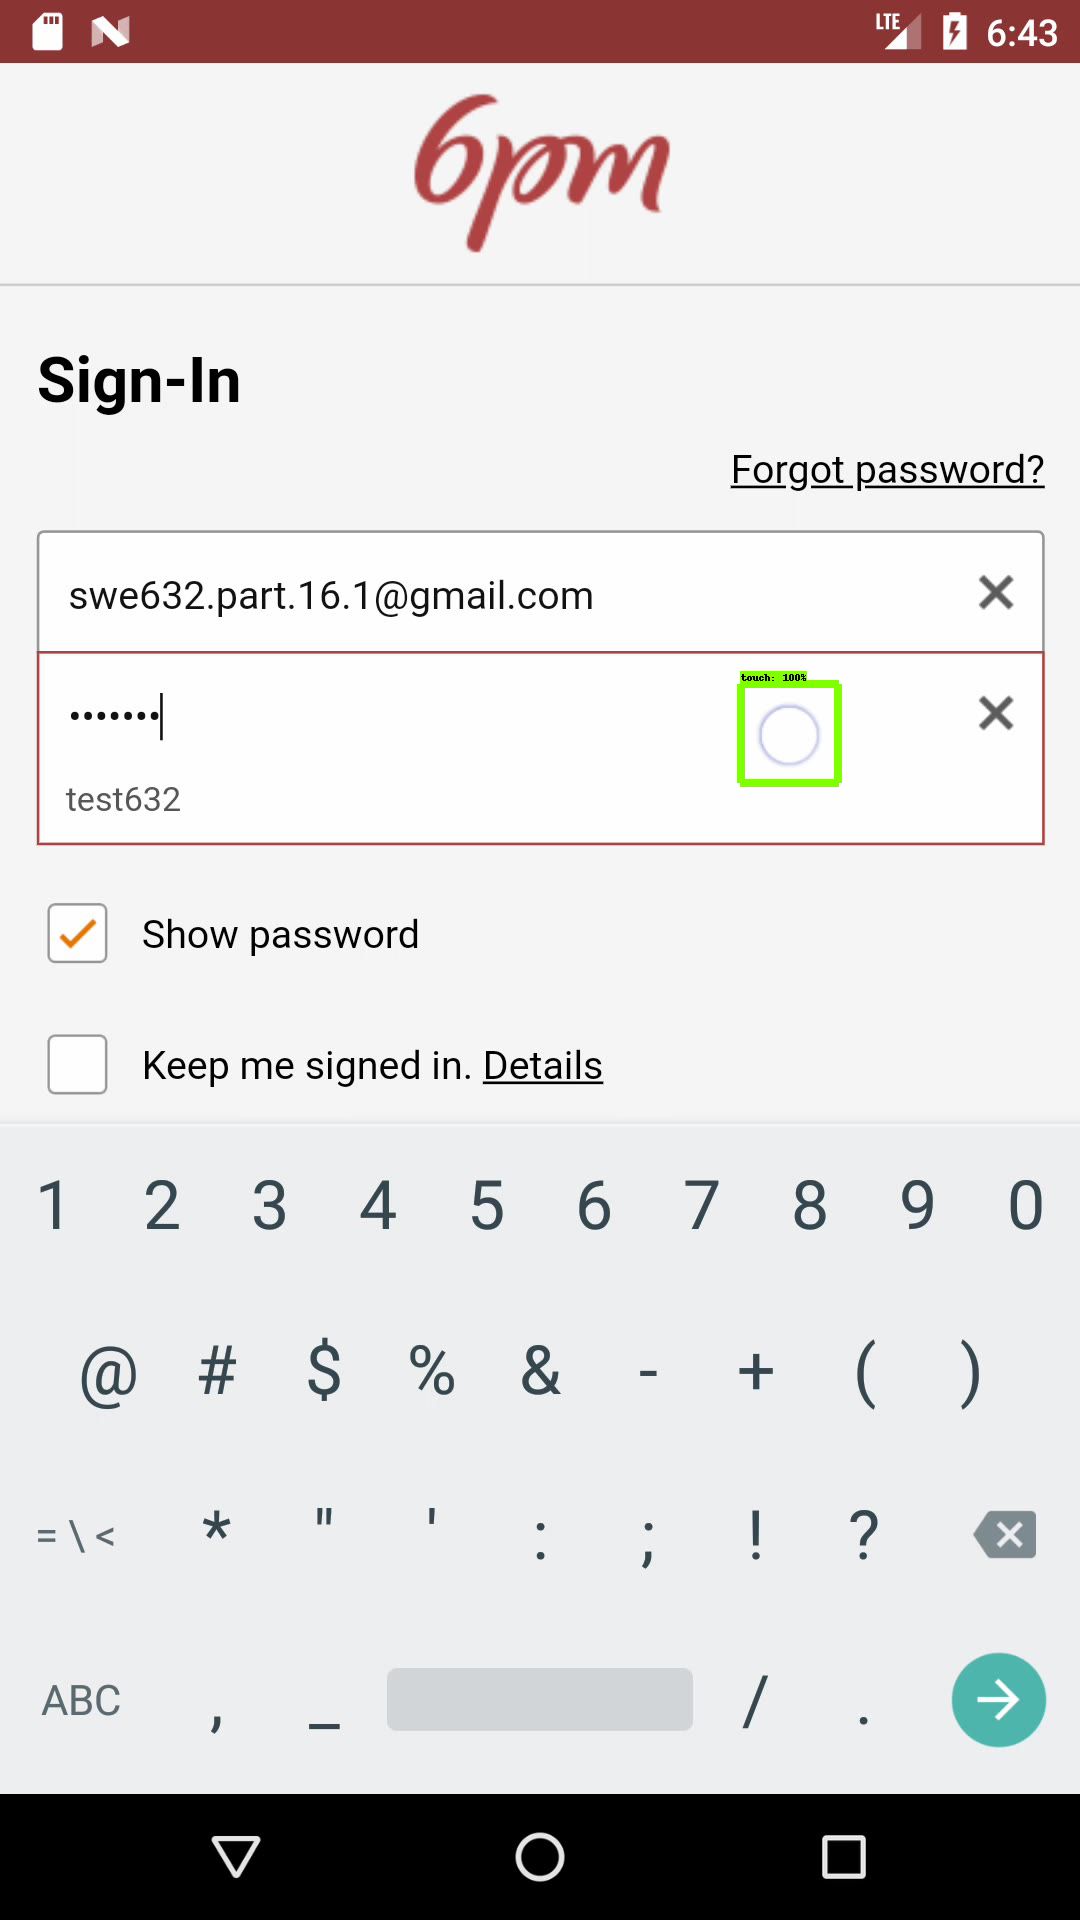 LTE 6:43
6pm
Sign-In
Forgot password?
swe632.part.16.1@gmail.com
touch: 100%
•••••••
test632
Show password
Keep me signed in. Details
1 2 3 4 5 6 7 8 9 0
@ # $ % & - + ( )
= \ < * " ' : ; ! ?
ABC , _ / .